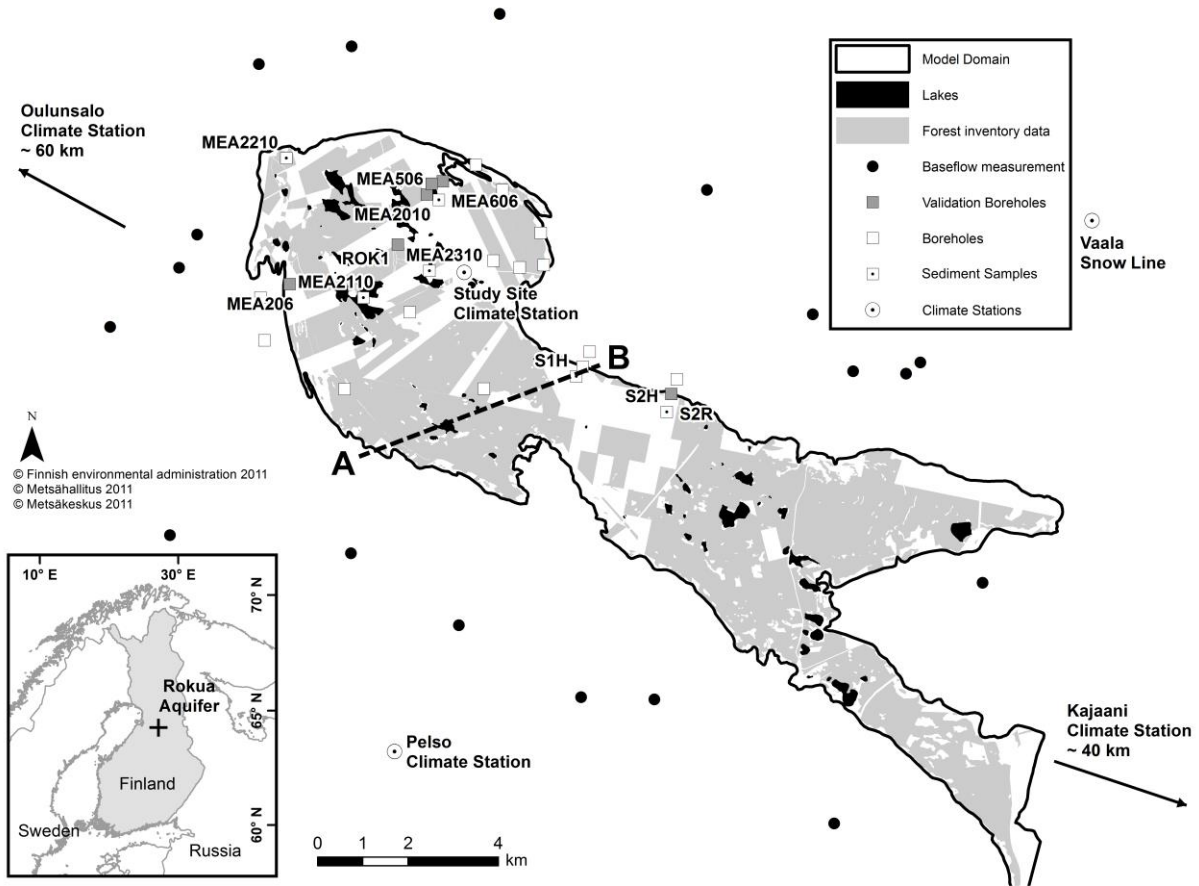 Oulunsalo
Climate Station
~ 60 km
MEA2210
MEA506
MEA606
MEA2010
ROK1
MEA2310
MEA2110
MEA206
Study Site
Climate Station
Model Domain
Lakes
Forest inventory data
Baseflow measurement
Validation Boreholes
Boreholes
Sediment Samples
Climate Stations
Vaala
Snow Line
S1H
B
S2H
S2R
A
N
© Finnish environmental administration 2011
© Metsähallitus 2011
© Metsäkeskus 2011
10° E
30° E
70° N
65° N
60° N
Rokua
Aquifer
Finland
Sweden
Russia
Pelso
Climate Station
Kajaani
Climate Station
~ 40 km
0 1 2 4
km